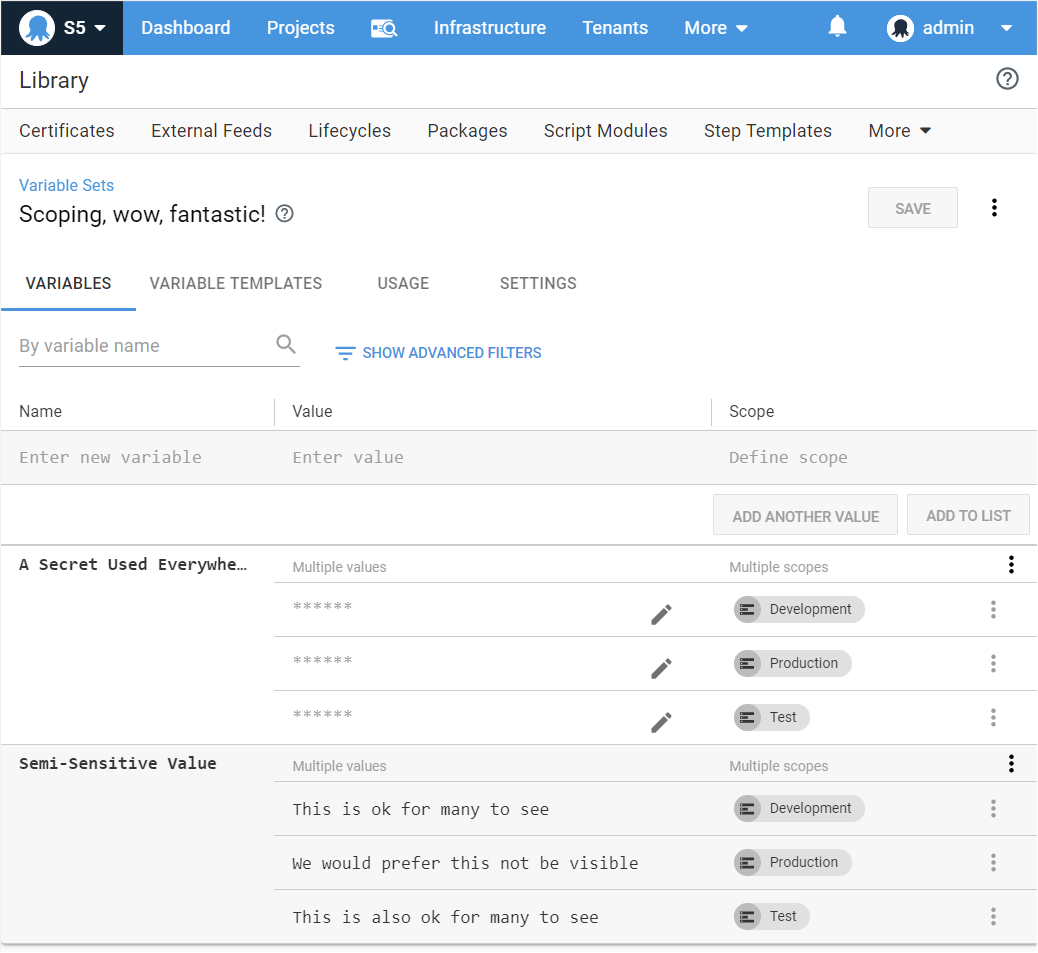 S5 Dashboard Projects Infrastructure Tenants More admin
Library
Certificates External Feeds Lifecycles Packages Script Modules Step Templates More
Variable Sets
Scoping, wow, fantastic!
SAVE
VARIABLES VARIABLE TEMPLATES USAGE SETTINGS
By variable name
SHOW ADVANCED FILTERS
Name Value Scope
Enter new variable Enter value Define scope
ADD ANOTHER VALUE ADD TO LIST
A Secret Used Everywhe… Multiple values Multiple scopes
****** Development
****** Production
****** Test
Semi-Sensitive Value Multiple values Multiple scopes
This is ok for many to see Development
We would prefer this not be visible Production
This is also ok for many to see Test